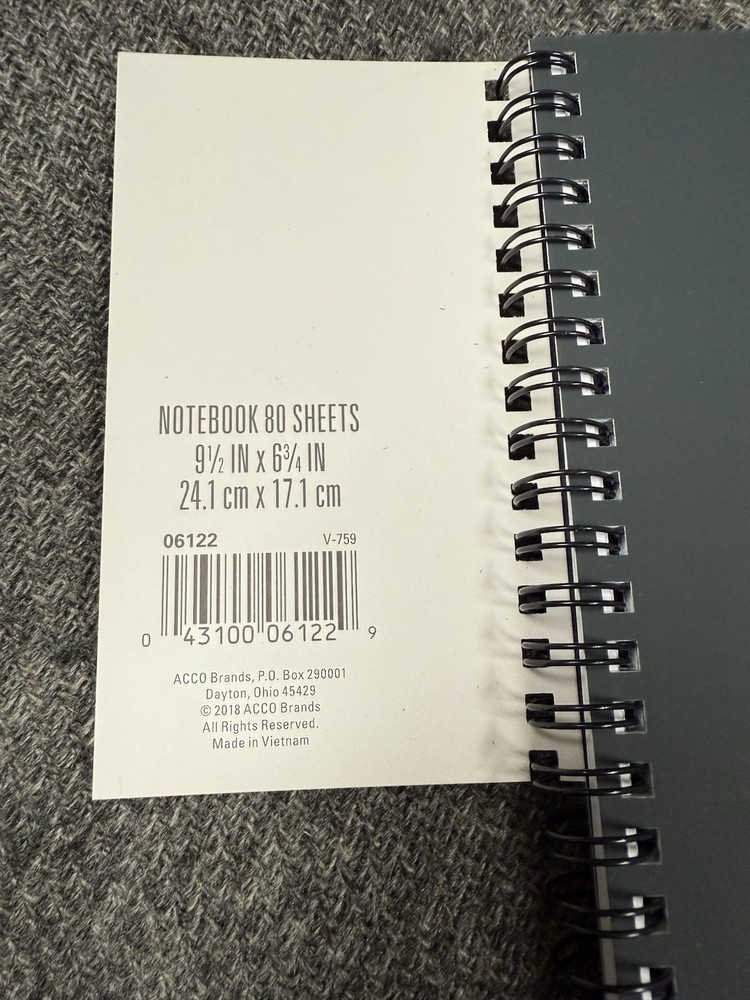 NOTEBOOK 80 SHEETS
9½ IN x 6¾ IN
24.1 cm x 17.1 cm
06122 V-759
0 43100 06122 9
ACCO Brands, P.O. Box 290001
Dayton, Ohio 45429
© 2018 ACCO Brands
All Rights Reserved.
Made in Vietnam